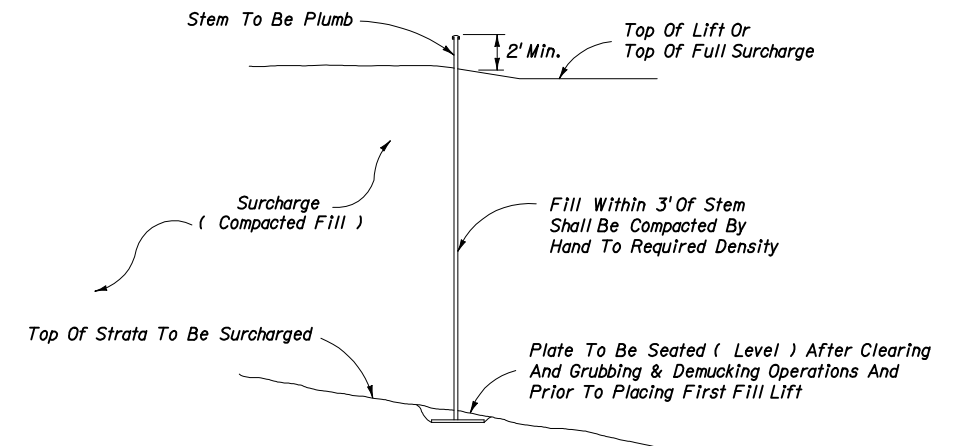 Stem To Be Plumb
2' Min.
Top Of Lift Or
Top Of Full Surcharge
Surcharge
( Compacted Fill )
Fill Within 3' Of Stem
Shall Be Compacted By
Hand To Required Density
Top Of Strata To Be Surcharged
Plate To Be Seated ( Level ) After Clearing
And Grubbing & Demucking Operations And
Prior To Placing First Fill Lift